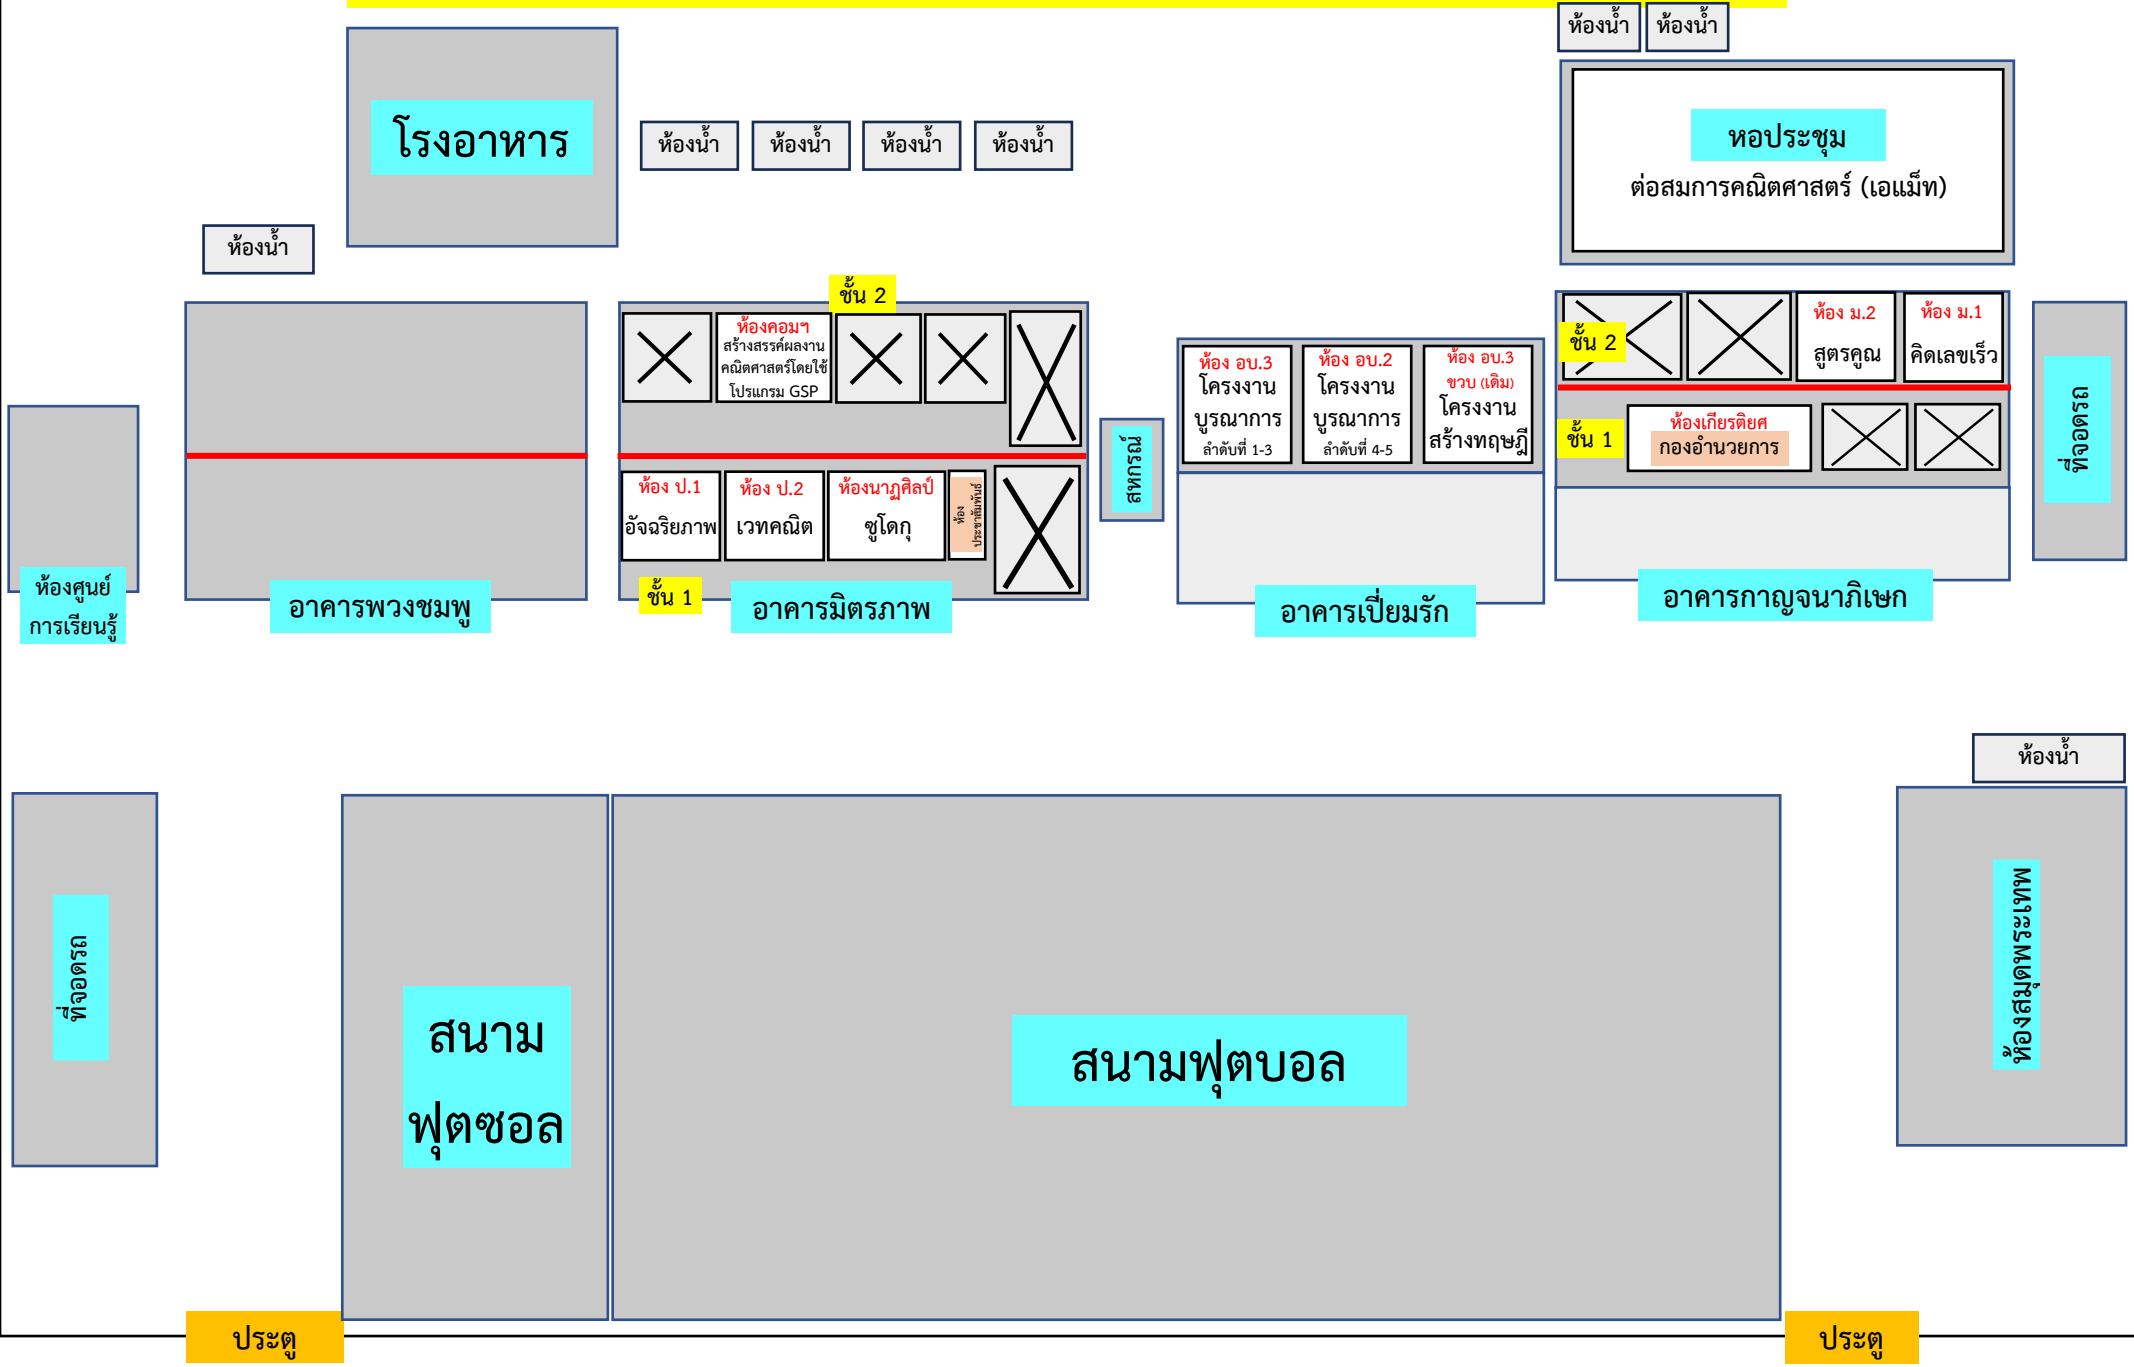 ห้องน้ำ
ห้องน้ำ
โรงอาหาร
ห้องน้ำ
ห้องน้ำ
ห้องน้ำ
ห้องน้ำ
หอประชุม
ต่อสมการคณิตศาสตร์ (เอแม็ท)
ห้องน้ำ
ชั้น 2
ห้องคอมฯ
สร้างสรรค์ผลงาน
คณิตศาสตร์โดยใช้
โปรแกรม GSP
ห้อง ป.1
อัจฉริยภาพ
ห้อง ป.2
เวทคณิต
ห้องนาฏศิลป์
ซูโดกุ
ห้อง
ประชาสัมพันธ์
ชั้น 1
อาคารมิตรภาพ
สหกรณ์
ห้อง อบ.3
โครงงาน
บูรณาการ
ลำดับที่ 1-3
ห้อง อบ.2
โครงงาน
บูรณาการ
ลำดับที่ 4-5
ห้อง อบ.3
ขวบ (เดิม)
โครงงาน
สร้างทฤษฎี
อาคารเปี่ยมรัก
ชั้น 2
ห้อง ม.2
สูตรคูณ
ห้อง ม.1
คิดเลขเร็ว
ชั้น 1
ห้องเกียรติยศ
กองอำนวยการ
อาคารกาญจนาภิเษก
ที่จอดรถ
ห้องศูนย์
การเรียนรู้
อาคารพวงชมพู
ห้องน้ำ
ที่จอดรถ
สนาม
ฟุตซอล
สนามฟุตบอล
ห้องสมุดพระเทพ
ประตู
ประตู